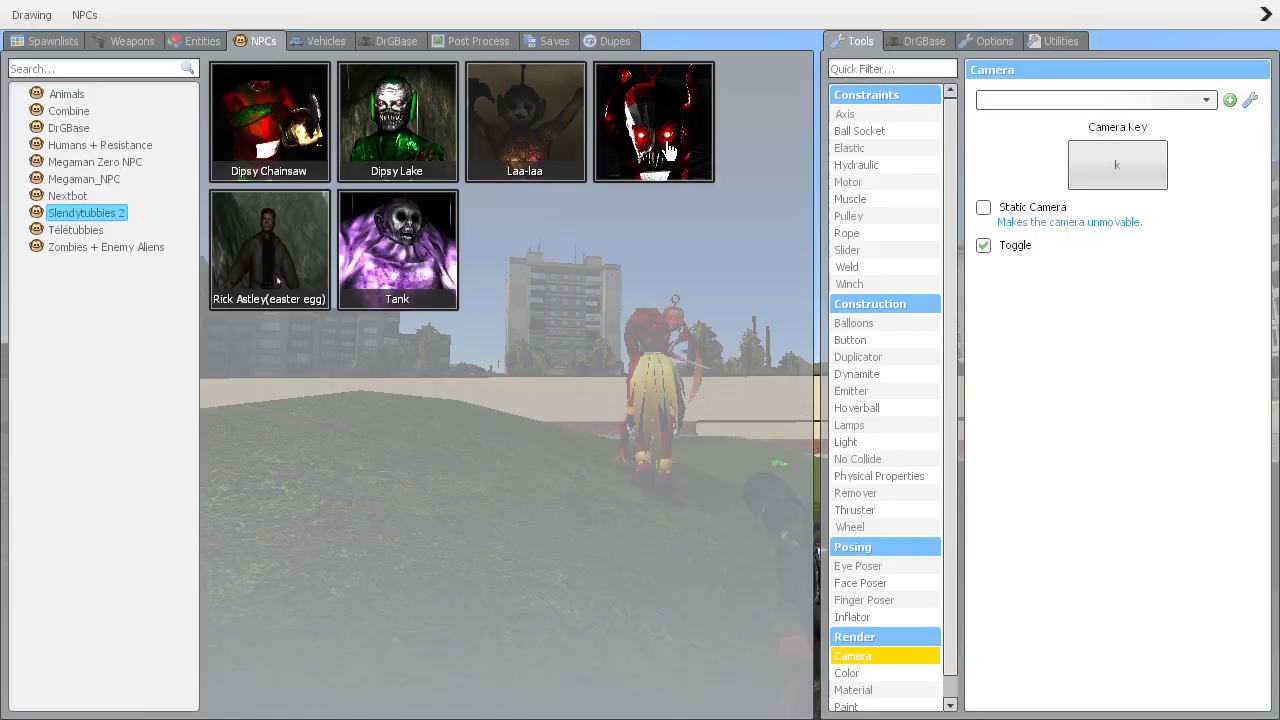 Drawing NPCs
Spawnlists Weapons Entities NPCs Vehicles DrGBase Post Process Saves Dupes
Search...
Animals
Combine
DrGBase
Humans + Resistance
Megaman Zero NPC
Megaman_NPC
Nextbot
Slendytubbies 2
Télétubbies
Zombies + Enemy Aliens
Dipsy Chainsaw
Dipsy Lake
Laa-laa
Rick Astley(easter egg)
Tank
Tools DrGBase Options Utilities
Quick Filter...
Constraints
Axis
Ball Socket
Elastic
Hydraulic
Motor
Muscle
Pulley
Rope
Slider
Weld
Winch
Construction
Balloons
Button
Duplicator
Dynamite
Emitter
Hoverball
Lamps
Light
No Collide
Physical Properties
Remover
Thruster
Wheel
Posing
Eye Poser
Face Poser
Finger Poser
Inflator
Render
Camera
Color
Material
Paint
Camera
Camera Key
k
Static Camera
Makes the camera unmovable.
Toggle